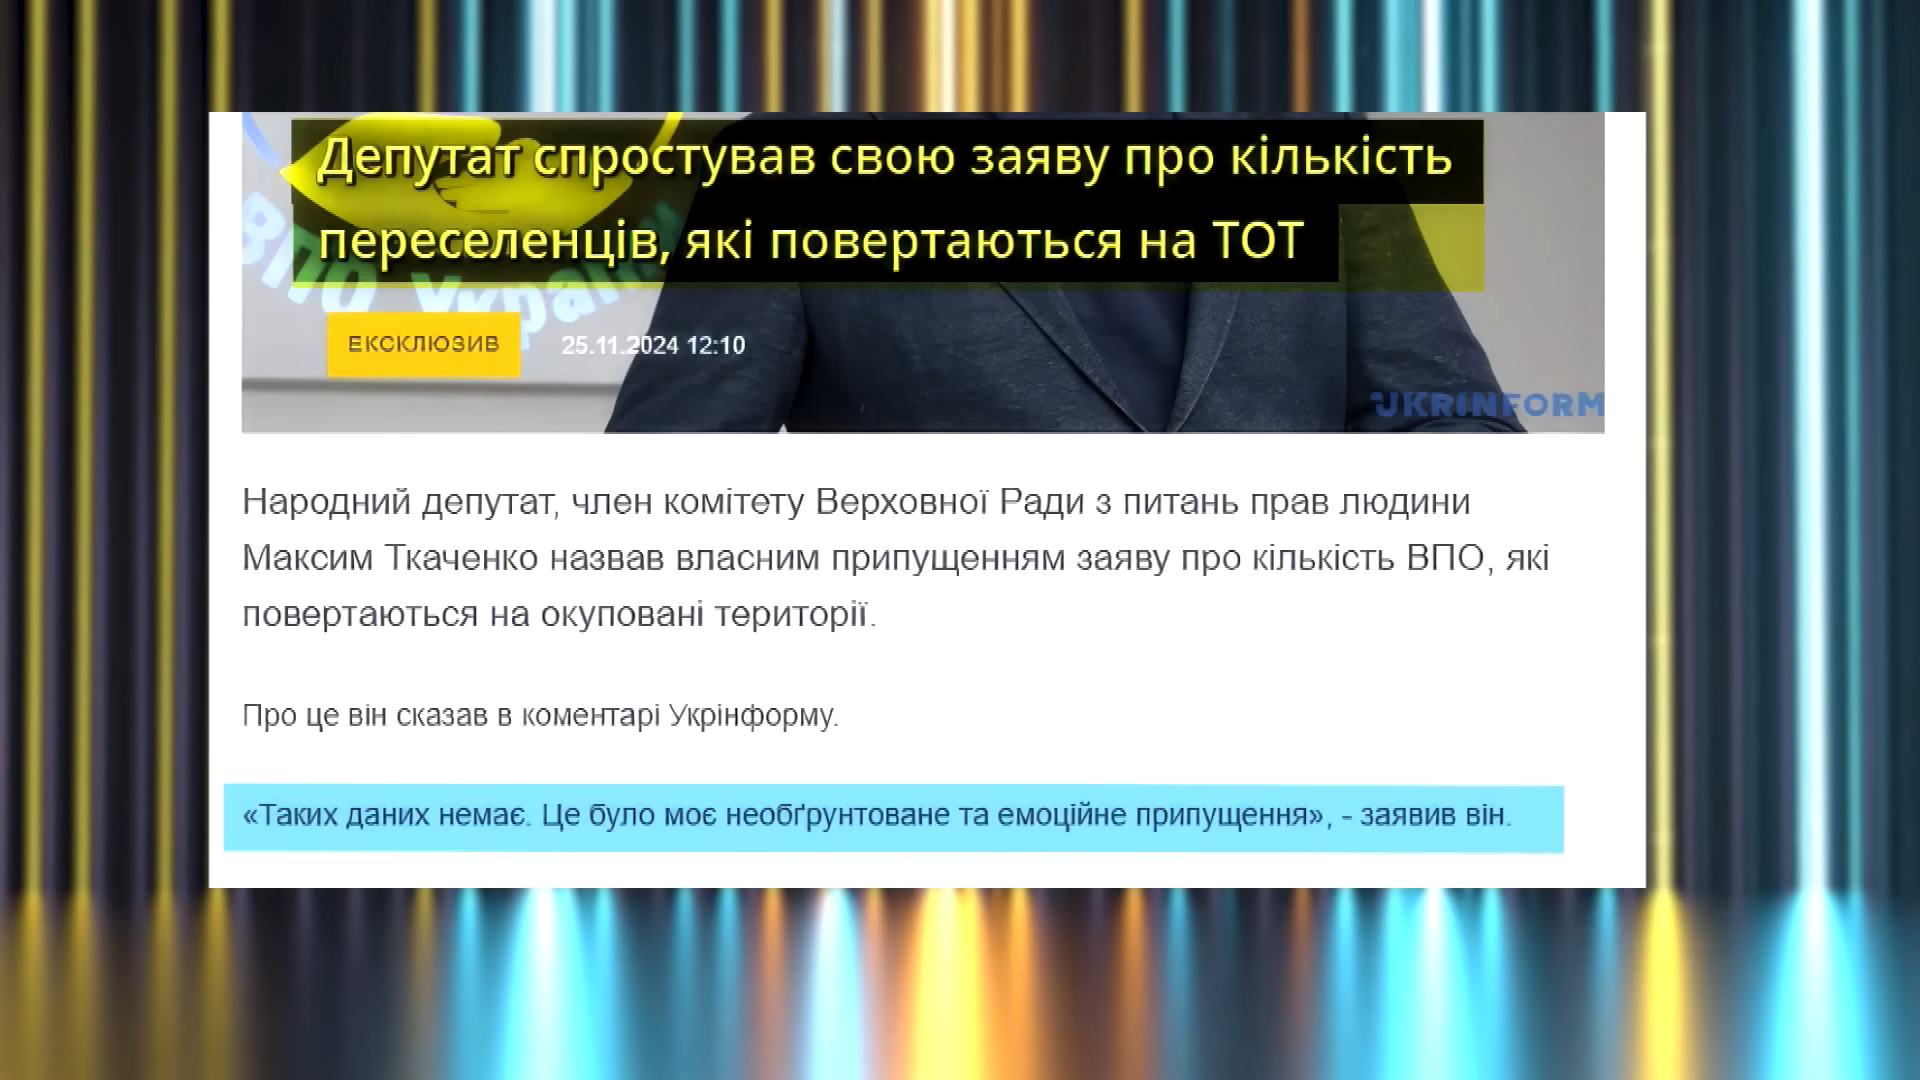 Депутат спростував свою заяву про кількість
переселенців, які повертаються на ТОТ
ВПО України
ЕКСКЛЮЗИВ
25.11.2024 12:10
UKRINFORM
Народний депутат, член комітету Верховної Ради з питань прав людини
Максим Ткаченко назвав власним припущенням заяву про кількість ВПО, які
повертаються на окуповані території.
Про це він сказав в коментарі Укрінформу.
«Таких даних немає. Це було моє необґрунтоване та емоційне припущення», - заявив він.